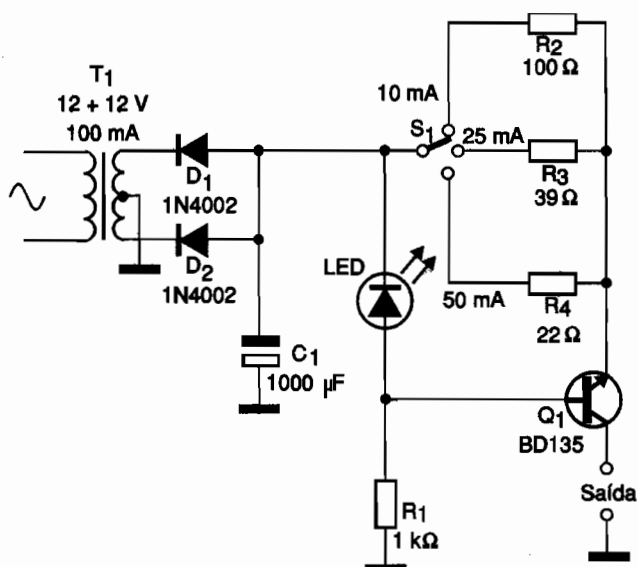 T1
12 + 12 V
100 mA
D1
1N4002
D2
1N4002
C1
1000 µF
LED
R1
1 kΩ
S1
10 mA
25 mA
50 mA
R2
100 Ω
R3
39 Ω
R4
22 Ω
Q1
BD135
Saída